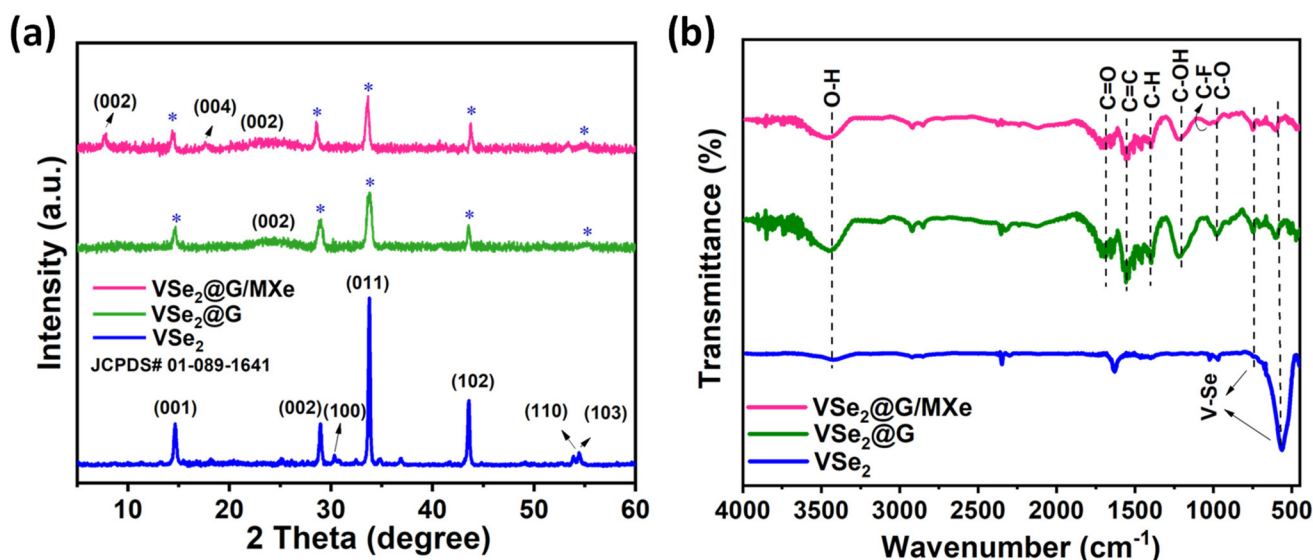 (a)
Intensity (a.u.)
(002)
*
(004)
(002)
*
*
*
*
*
(002)
*
*
*
*
VSe2@G/MXe
VSe2@G
VSe2
JCPDS# 01-089-1641
(001)
(002)
(100)
(011)
(102)
(110)
(103)
10 20 30 40 50 60
2 Theta (degree)
(b)
Transmittance (%)
O-H
C=O
C=C
C-H
C-OH
C-F
C-O
V-Se
VSe2@G/MXe
VSe2@G
VSe2
4000 3500 3000 2500 2000 1500 1000 500
Wavenumber (cm-1)